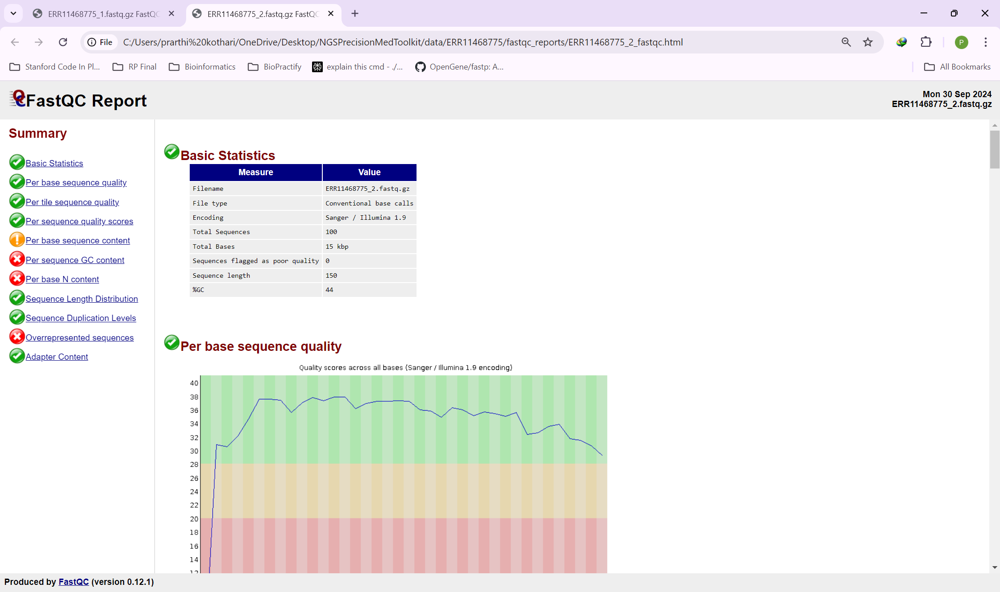 ERR11468775_1.fastq.gz FastQC
ERR11468775_2.fastq.gz FastQC
File
C:/Users/prarthi%20kothari/OneDrive/Desktop/NGSPrecisionMedToolkit/data/ERR11468775/fastqc_reports/ERR11468775_2_fastqc.html
P
Stanford Code In Pl...
RP Final
Bioinformatics
BioPractify
explain this cmd - ./...
OpenGene/fastp: A...
All Bookmarks
FastQC Report
Mon 30 Sep 2024
ERR11468775_2.fastq.gz
Summary
Basic Statistics
Per base sequence quality
Per tile sequence quality
Per sequence quality scores
Per base sequence content
Per sequence GC content
Per base N content
Sequence Length Distribution
Sequence Duplication Levels
Overrepresented sequences
Adapter Content
Basic Statistics
Measure Value
Filename ERR11468775_2.fastq.gz
File type Conventional base calls
Encoding Sanger / Illumina 1.9
Total Sequences 100
Total Bases 15 kbp
Sequences flagged as poor quality 0
Sequence length 150
%GC 44
Per base sequence quality
Quality scores across all bases (Sanger / Illumina 1.9 encoding)
40
38
36
34
32
30
28
26
24
22
20
18
16
14
12
Produced by FastQC (version 0.12.1)